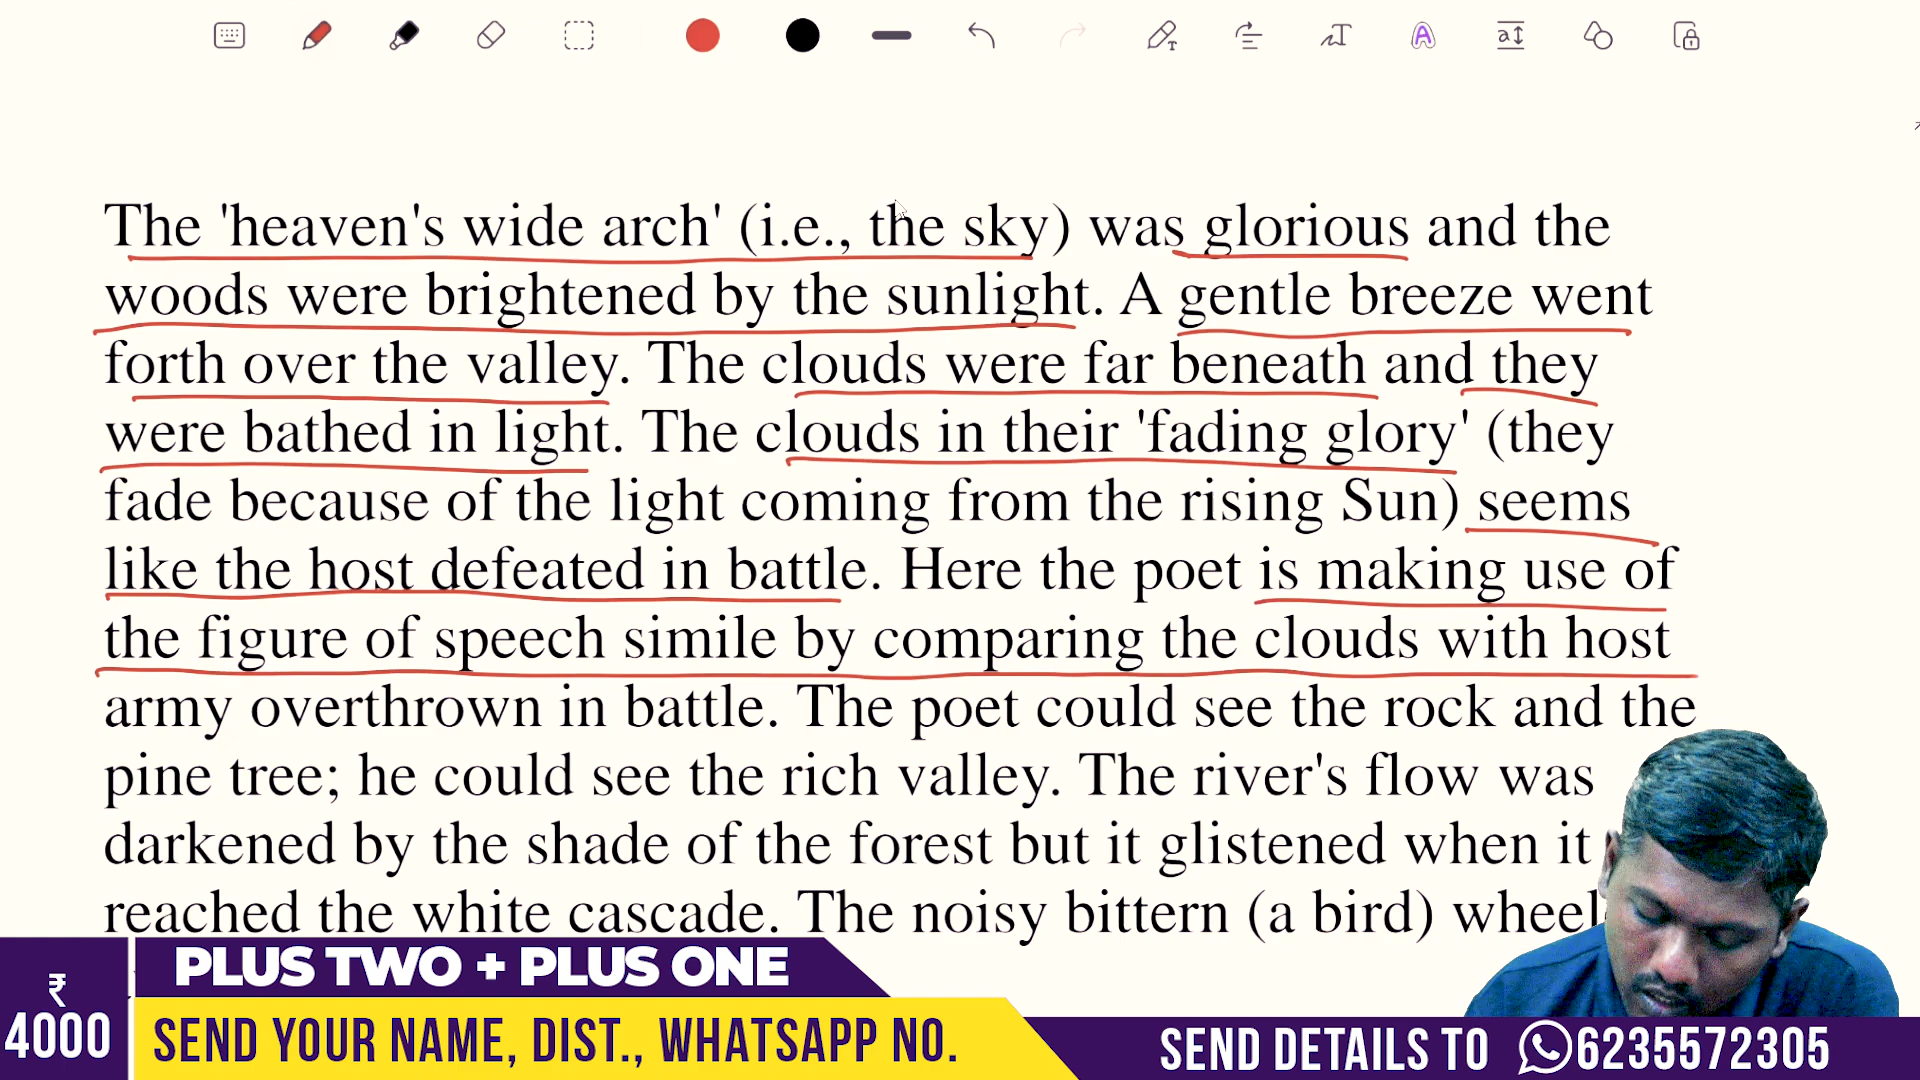 The 'heaven's wide arch' (i.e., the sky) was glorious and the
woods were brightened by the sunlight. A gentle breeze went
forth over the valley. The clouds were far beneath and they
were bathed in light. The clouds in their 'fading glory' (they
fade because of the light coming from the rising Sun) seems
like the host defeated in battle. Here the poet is making use of
the figure of speech simile by comparing the clouds with host
army overthrown in battle. The poet could see the rock and the
pine tree; he could see the rich valley. The river's flow was
darkened by the shade of the forest but it glistened when it
reached the white cascade. The noisy bittern (a bird) wheel
PLUS TWO + PLUS ONE
₹
4000
SEND YOUR NAME, DIST., WHATSAPP NO.
SEND DETAILS TO 6235572305